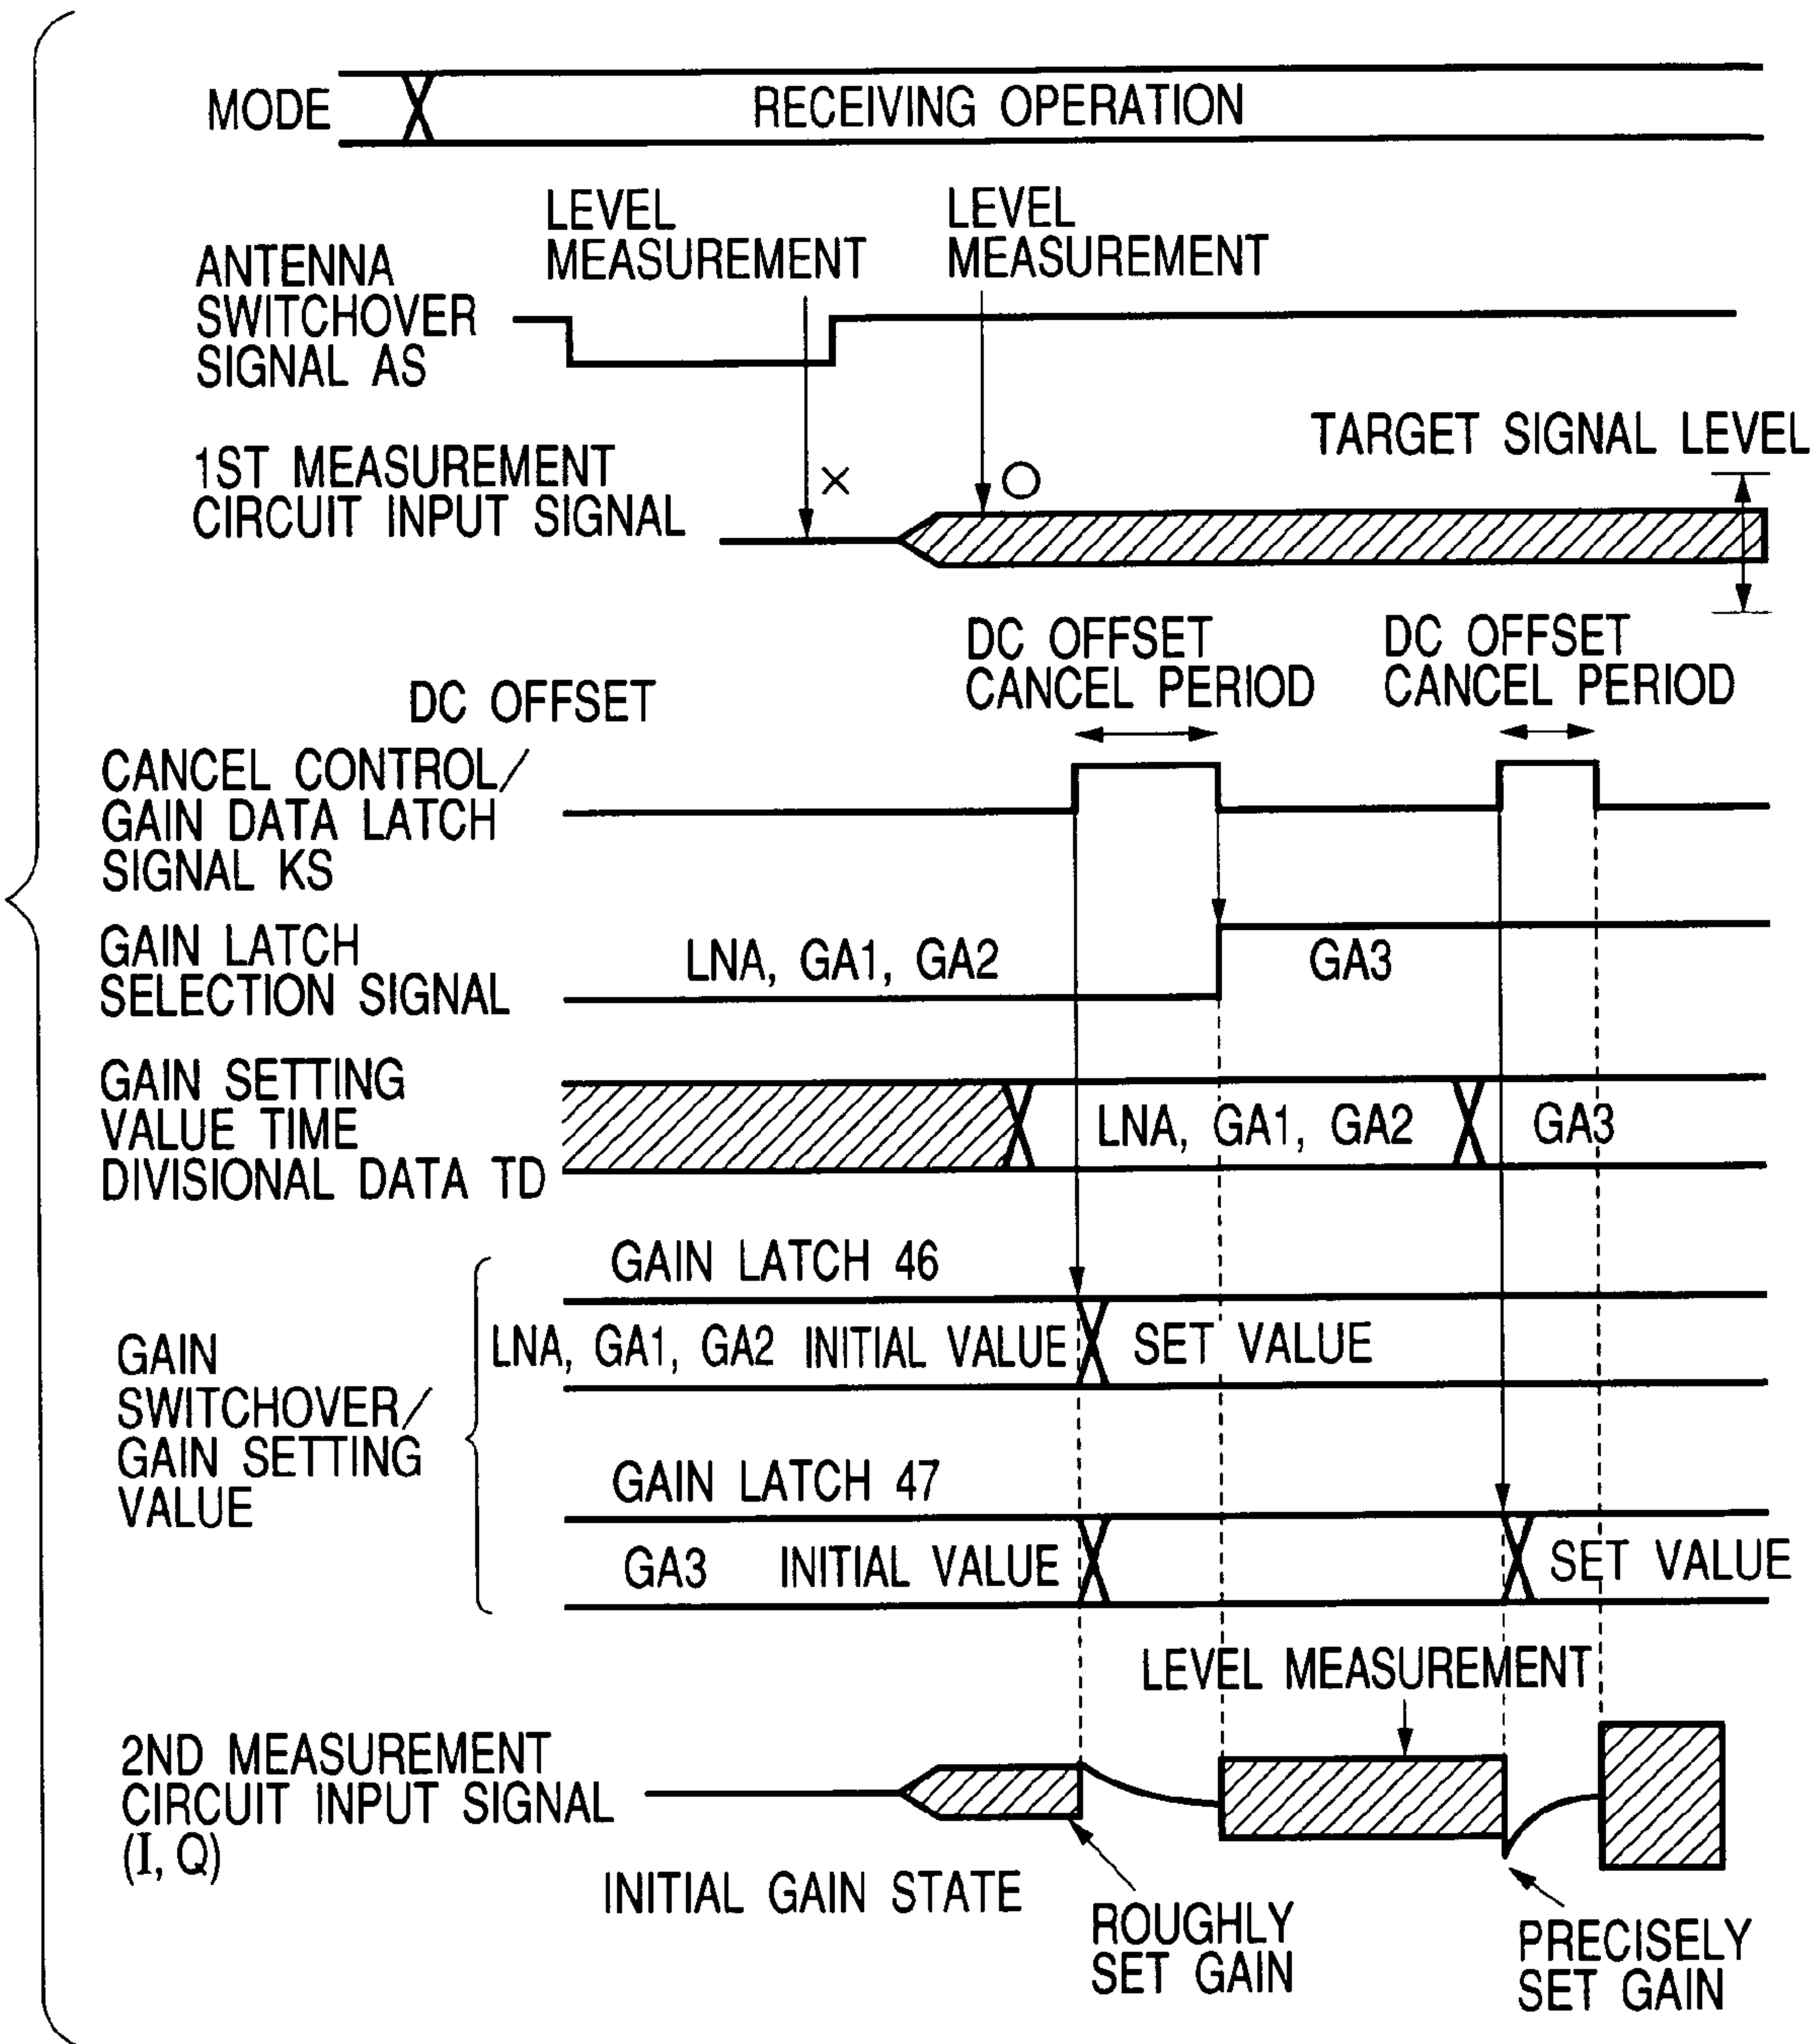 MODE
RECEIVING OPERATION
LEVEL
MEASUREMENT
LEVEL
MEASUREMENT
ANTENNA
SWITCHOVER
SIGNAL AS
TARGET SIGNAL LEVEL
1ST MEASUREMENT
CIRCUIT INPUT SIGNAL
×
○
DC OFFSET
CANCEL PERIOD
DC OFFSET
CANCEL PERIOD
DC OFFSET
CANCEL CONTROL/
GAIN DATA LATCH
SIGNAL KS
GAIN LATCH
SELECTION SIGNAL
LNA, GA1, GA2
GA3
GAIN SETTING
VALUE TIME
DIVISIONAL DATA TD
LNA, GA1, GA2
GA3
GAIN LATCH 46
LNA, GA1, GA2 INITIAL VALUE
SET VALUE
GAIN
SWITCHOVER/
GAIN SETTING
VALUE
GAIN LATCH 47
GA3 INITIAL VALUE
SET VALUE
LEVEL MEASUREMENT
2ND MEASUREMENT
CIRCUIT INPUT SIGNAL
(I, Q)
INITIAL GAIN STATE
ROUGHLY
SET GAIN
PRECISELY
SET GAIN